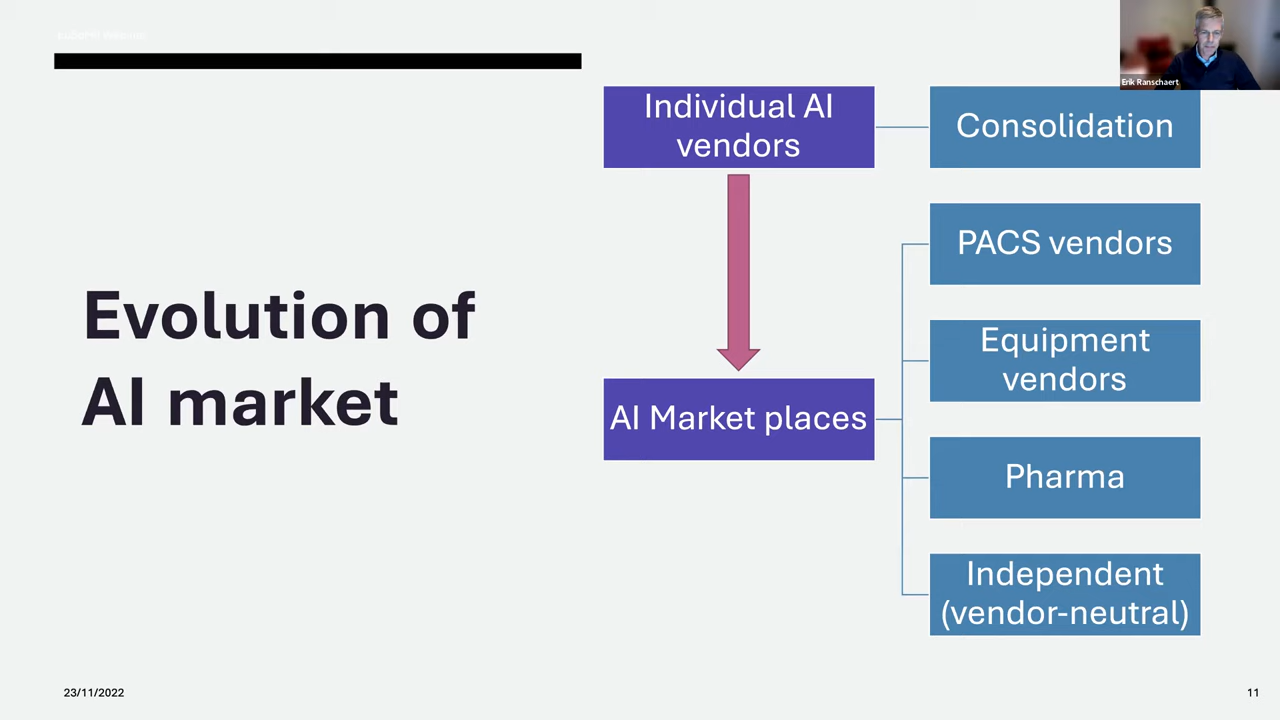 Erik Ranschaert
Individual AI
vendors
Consolidation
PACS vendors
Equipment
vendors
Evolution of
AI market
AI Market places
Pharma
Independent
(vendor-neutral)
23/11/2022
11